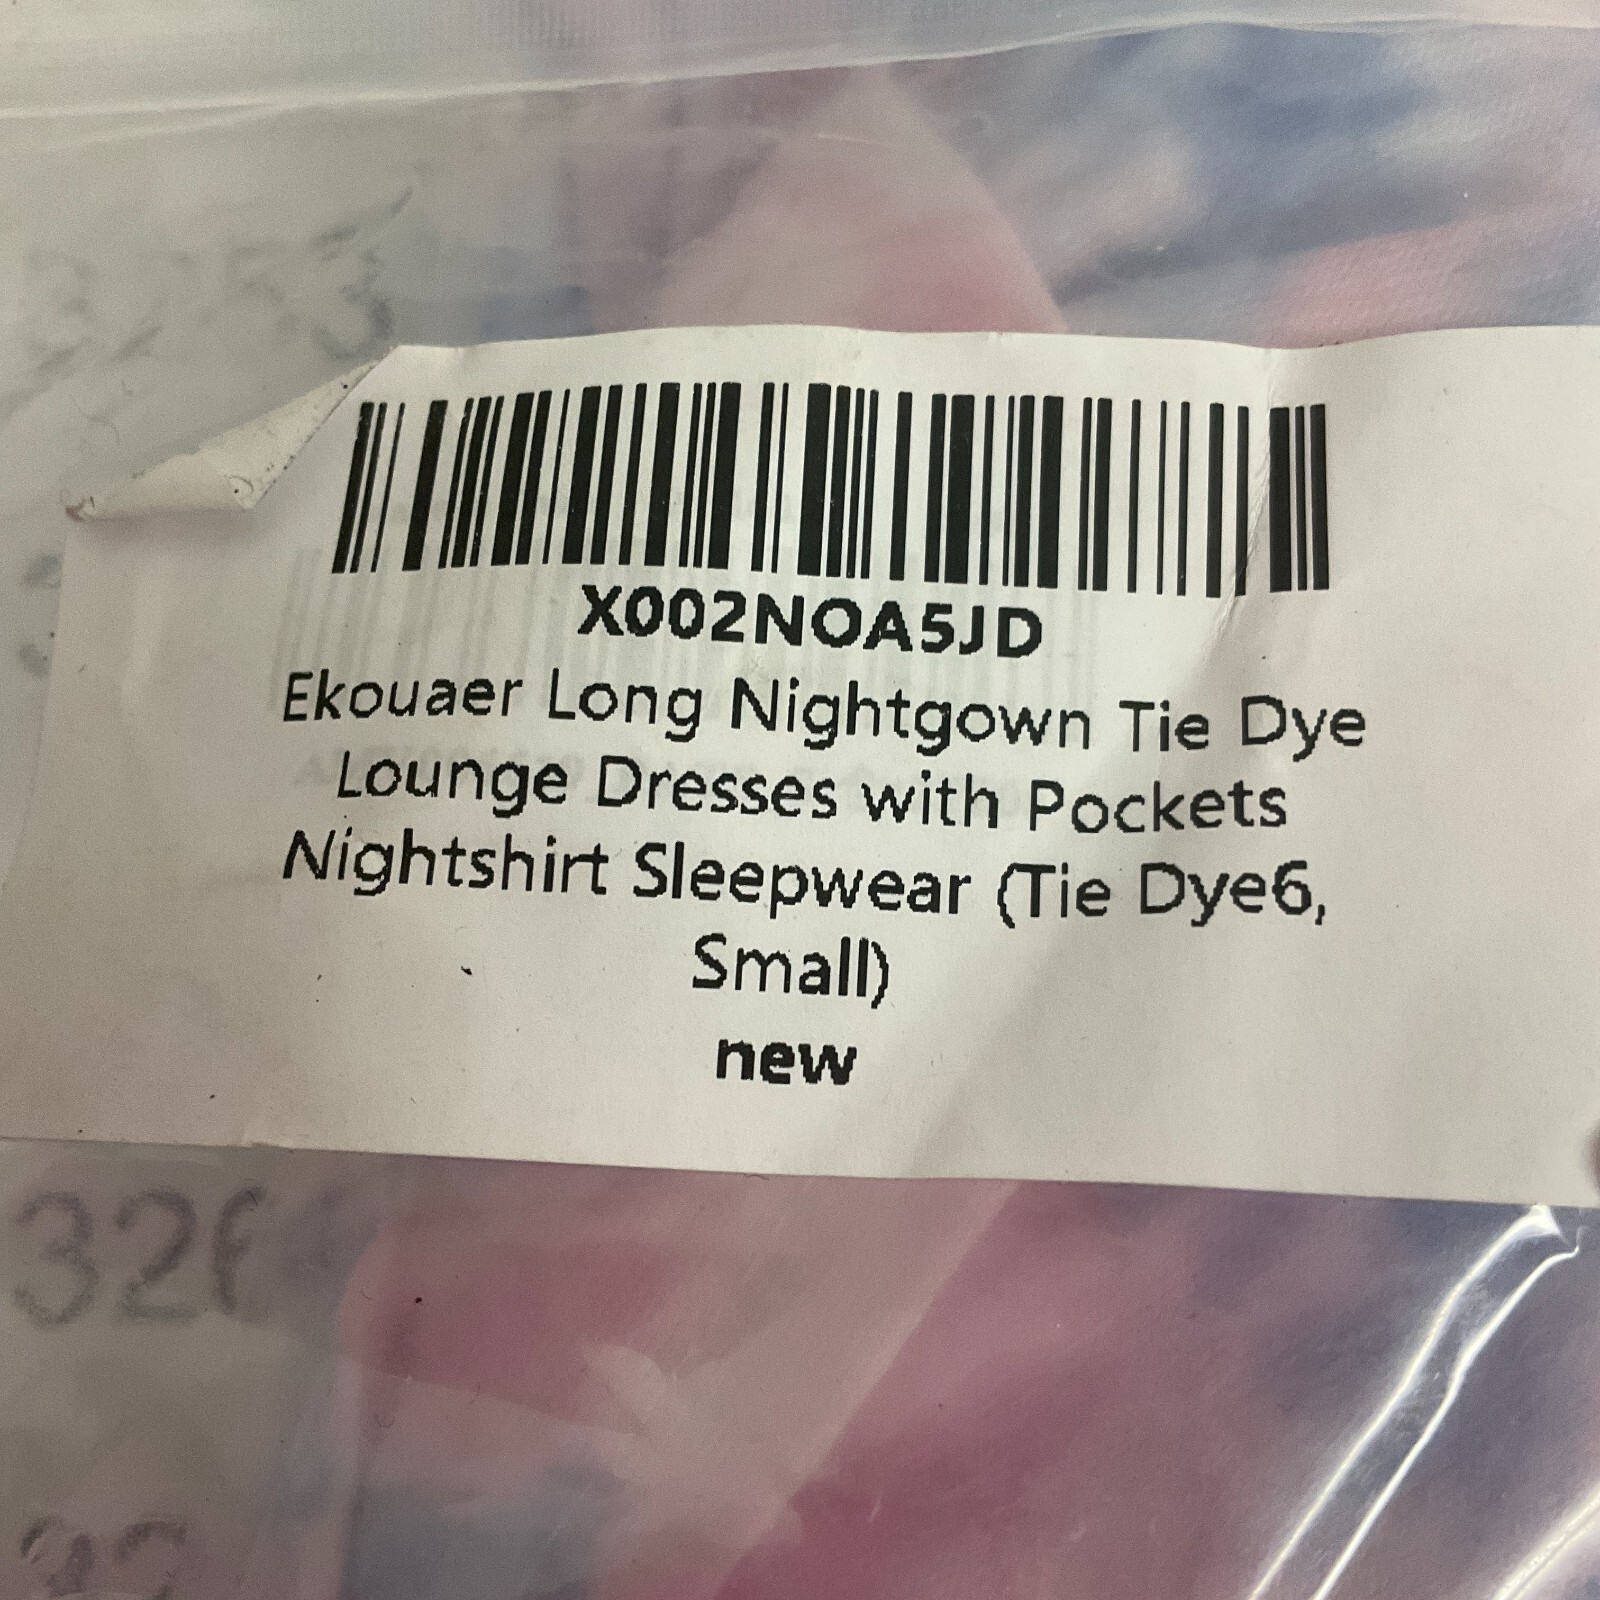 X002NOA5JD
Ekouaer Long Nightgown Tie Dye
Lounge Dresses with Pockets
Nightshirt Sleepwear (Tie Dye6,
Small)
new